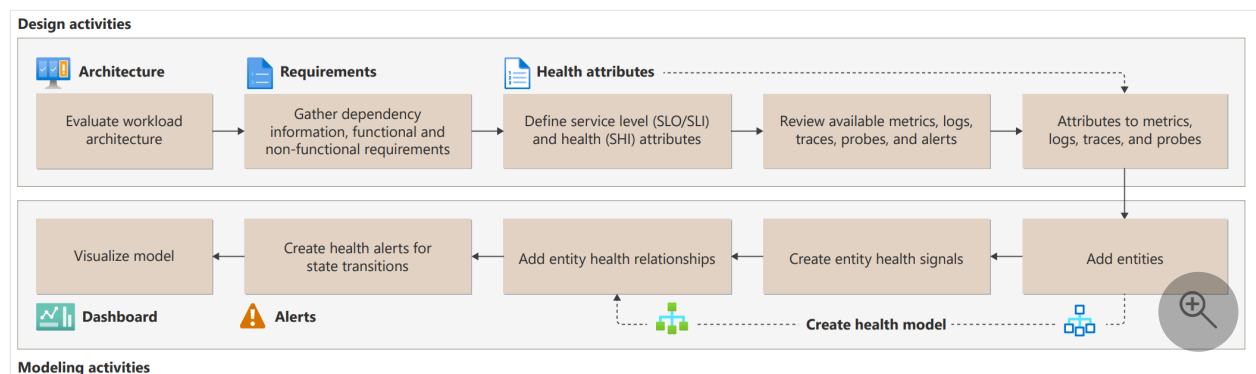 Design activities
Architecture
Requirements
Health attributes
Evaluate workload
architecture
Gather dependency
information, functional and
non-functional requirements
Define service level (SLO/SLI)
and health (SHI) attributes
Review available metrics, logs,
traces, probes, and alerts
Attributes to metrics,
logs, traces, and probes
Visualize model
Create health alerts for
state transitions
Add entity health relationships
Create entity health signals
Add entities
Dashboard
Alerts
Create health model
Modeling activities